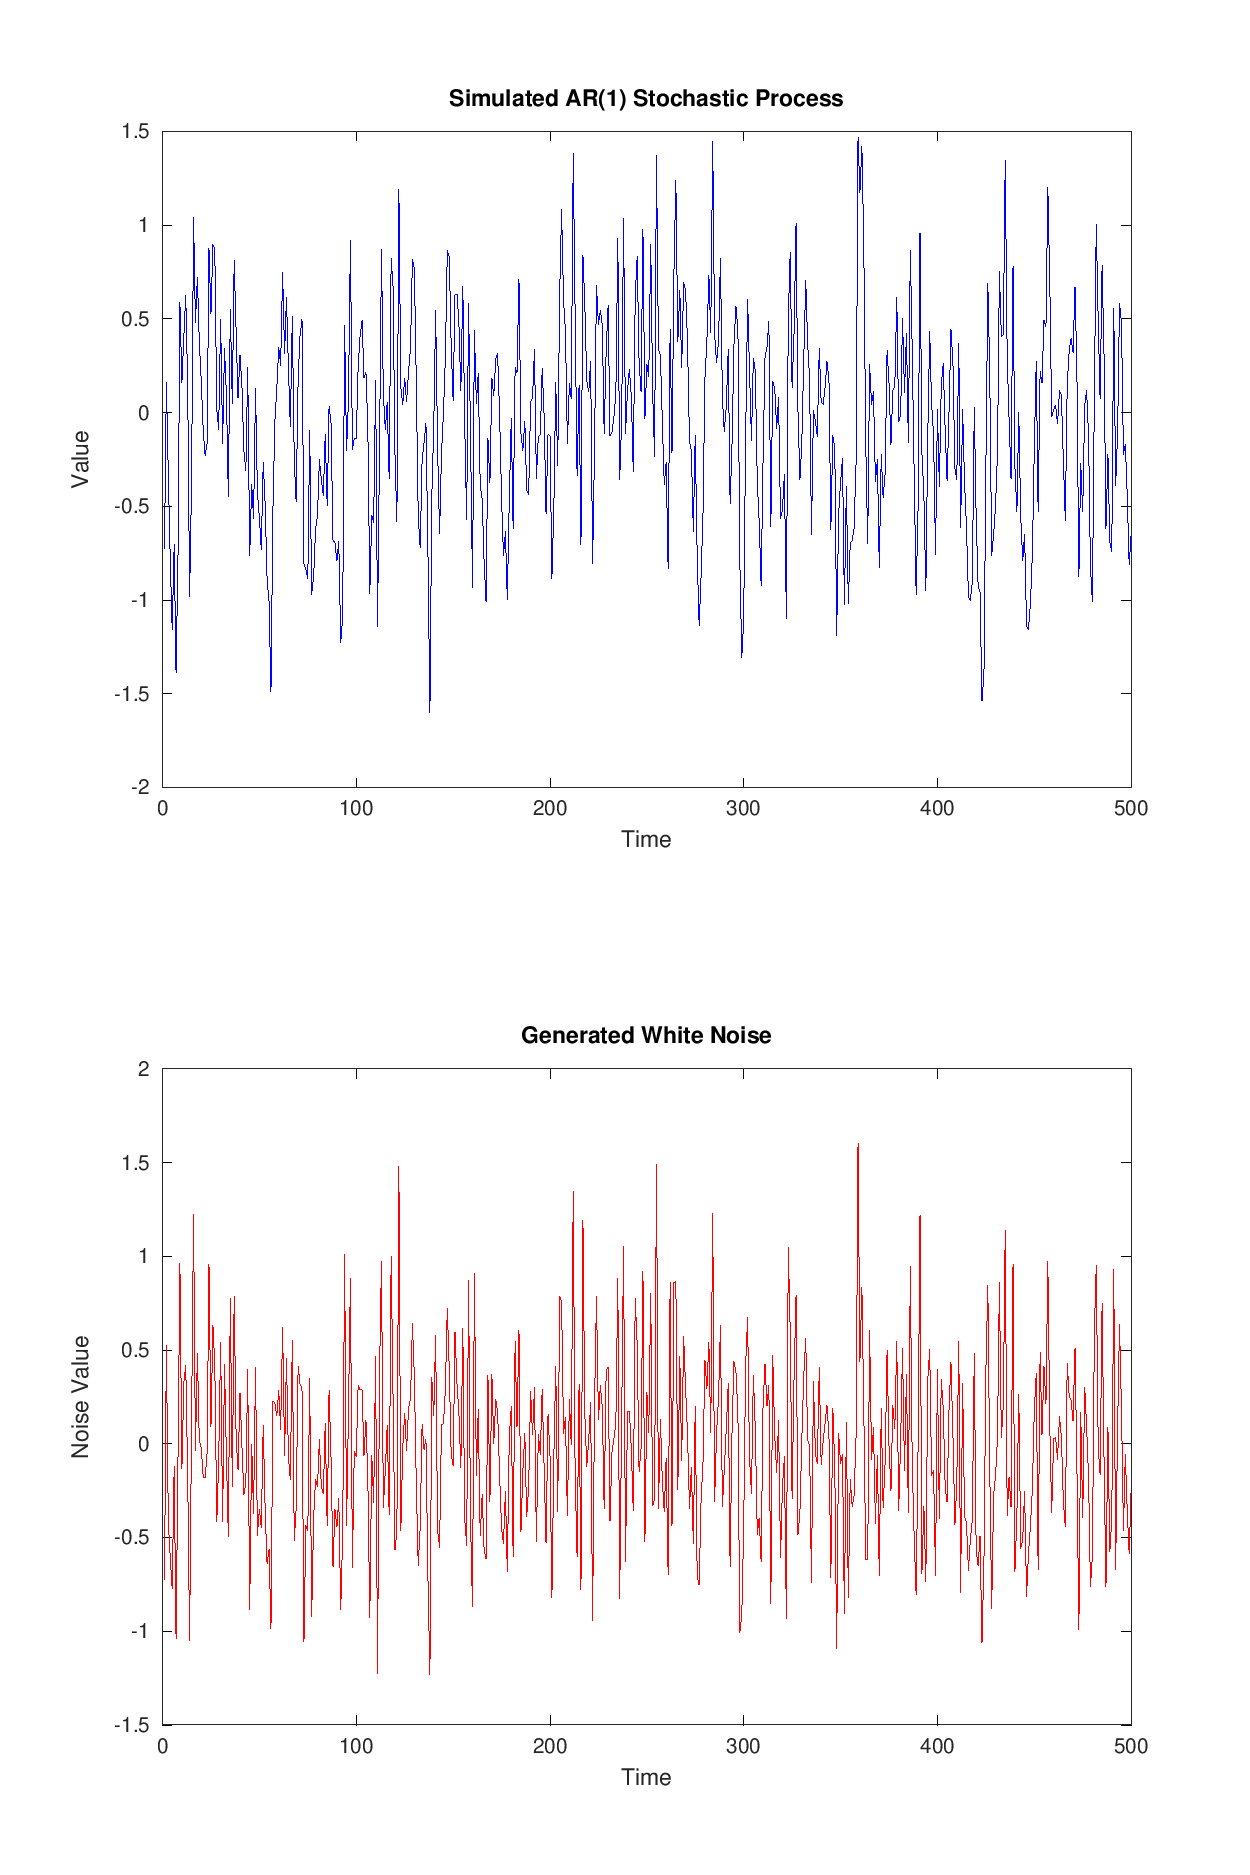 Simulated AR(1) Stochastic Process
1.5
1
0.5
0
-0.5
-1
-1.5
-2
Value
0 100 200 300 400 500
Time
Generated White Noise
2
1.5
1
0.5
0
-0.5
-1
-1.5
Noise Value
0 100 200 300 400 500
Time